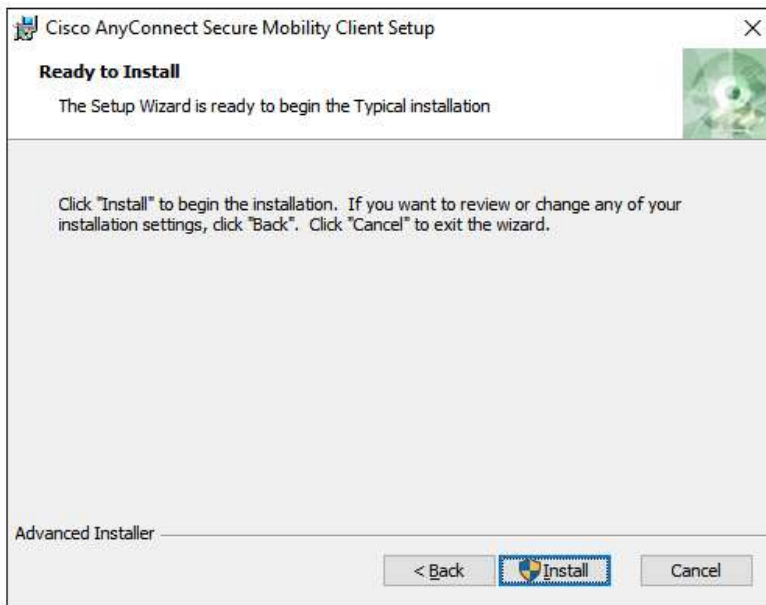 Cisco AnyConnect Secure Mobility Client Setup
Ready to Install
The Setup Wizard is ready to begin the Typical installation
Click "Install" to begin the installation.  If you want to review or change any of your
installation settings, click "Back".  Click "Cancel" to exit the wizard.
Advanced Installer
< Back
Install
Cancel